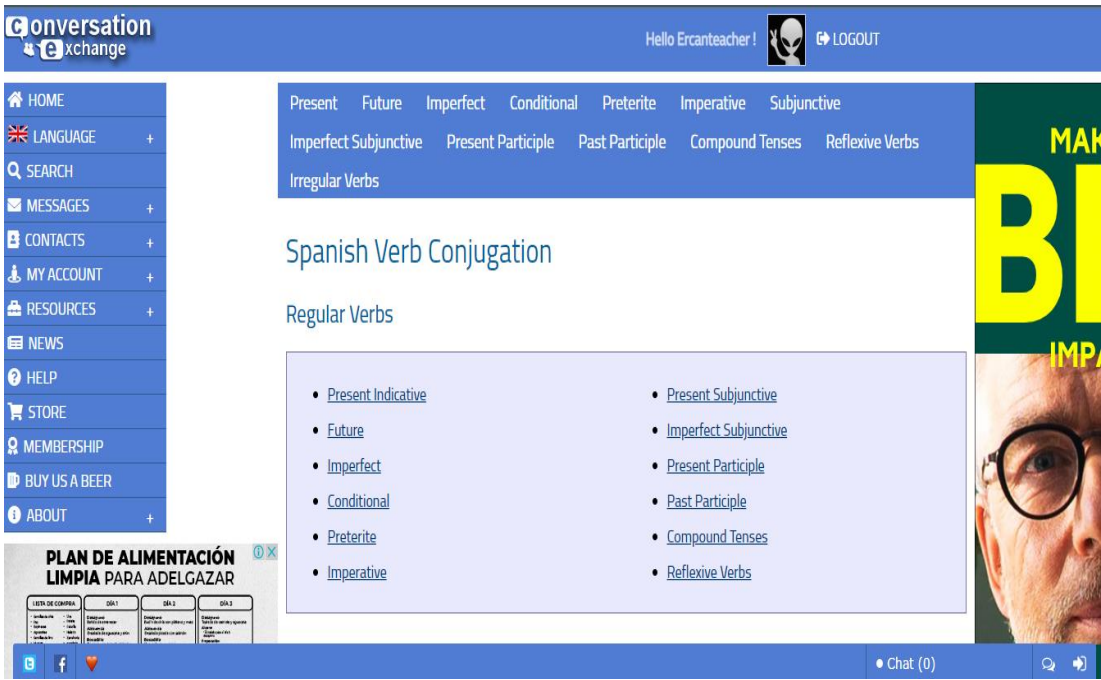 Conversation
Exchange
Hello Ercanteacher !
LOGOUT
HOME
LANGUAGE +
SEARCH
MESSAGES +
CONTACTS +
MY ACCOUNT +
RESOURCES +
NEWS
HELP
STORE
MEMBERSHIP
BUY US A BEER
ABOUT +
Present Future Imperfect Conditional Preterite Imperative Subjunctive
Imperfect Subjunctive Present Participle Past Participle Compound Tenses Reflexive Verbs
Irregular Verbs
Spanish Verb Conjugation
Regular Verbs
Present Indicative
Future
Imperfect
Conditional
Preterite
Imperative
Present Subjunctive
Imperfect Subjunctive
Present Participle
Past Participle
Compound Tenses
Reflexive Verbs
MAK
BE
IMPA
PLAN DE ALIMENTACIÓN
LIMPIA PARA ADELGAZAR
LISTA DE COMPRA DÍA 1 DÍA 2 DÍA 3
Chat (0)